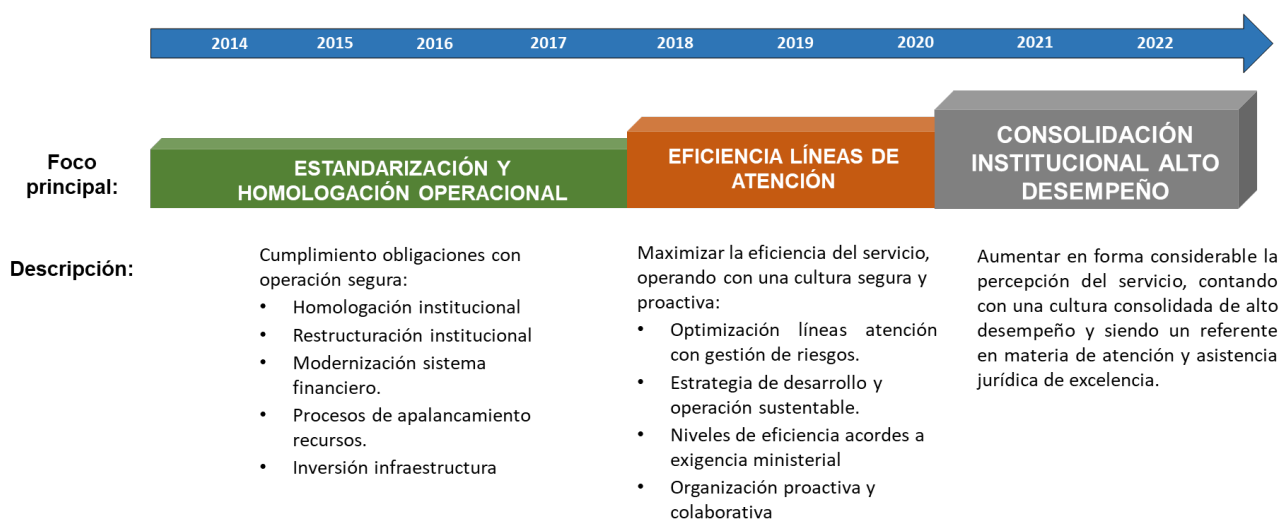 2014 2015 2016 2017 2018 2019 2020 2021 2022
Foco
principal:
ESTANDARIZACIÓN Y
HOMOLOGACIÓN OPERACIONAL
EFICIENCIA LÍNEAS DE
ATENCIÓN
CONSOLIDACIÓN
INSTITUCIONAL ALTO
DESEMPEÑO
Descripción:
Cumplimiento obligaciones con
operación segura:
• Homologación institucional
• Restructuración institucional
• Modernización sistema
financiero.
• Procesos de apalancamiento
recursos.
• Inversión infraestructura
Maximizar la eficiencia del servicio,
operando con una cultura segura y
proactiva:
• Optimización líneas atención
con gestión de riesgos.
• Estrategia de desarrollo y
operación sustentable.
• Niveles de eficiencia acordes a
exigencia ministerial
• Organización proactiva y
colaborativa
Aumentar en forma considerable la
percepción del servicio, contando
con una cultura consolidada de alto
desempeño y siendo un referente
en materia de atención y asistencia
jurídica de excelencia.